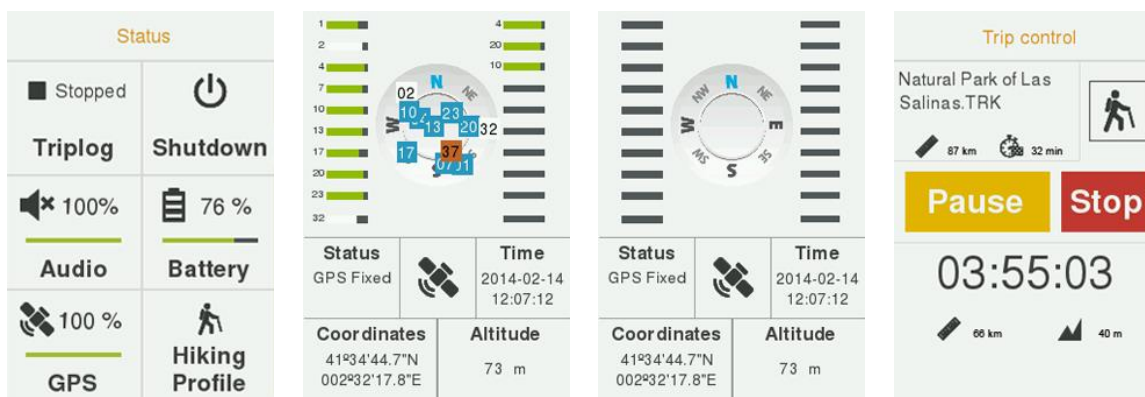 Status
Stopped
Triplog
Shutdown
100%
Audio
76 %
Battery
100 %
GPS
Hiking
Profile
1
2
4
7
10
13
17
20
23
32
4
20
10
N
NE
W
S
02
10
13
23
20
32
17
37
07
01
Status
GPS Fixed
Time
2014-02-14
12:07:12
Coordinates
41º34'44.7"N
002º32'17.8"E
Altitude
73 m
N
NE
E
SE
S
SW
W
NW
Status
GPS Fixed
Time
2014-02-14
12:07:12
Coordinates
41º34'44.7"N
002º32'17.8"E
Altitude
73 m
Trip control
Natural Park of Las
Salinas.TRK
87 km
32 min
Pause
Stop
03:55:03
66 km
40 m